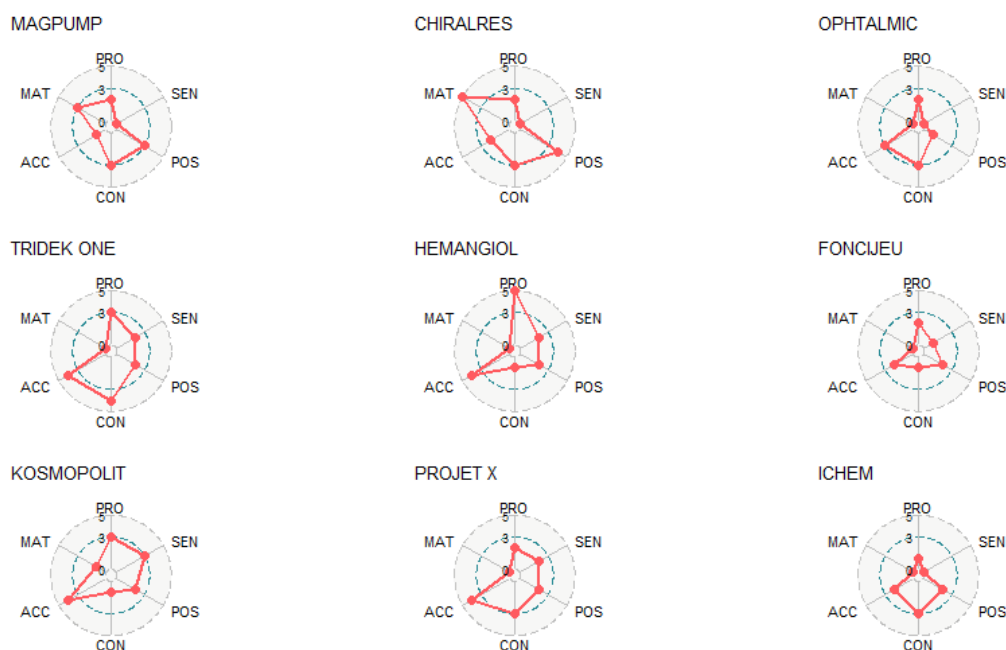 MAGPUMP
PRO
5
MAT
SEN
3
0
ACC
POS
CON
CHIRALRES
PRO
5
MAT
SEN
3
0
ACC
POS
CON
OPHTALMIC
PRO
5
MAT
SEN
3
0
ACC
POS
CON
TRIDEK ONE
PRO
5
MAT
SEN
3
0
ACC
POS
CON
HEMANGIOL
PRO
5
MAT
SEN
3
0
ACC
POS
CON
FONCIJEU
PRO
5
MAT
SEN
3
0
ACC
POS
CON
KOSMOPOLIT
PRO
5
MAT
SEN
3
0
ACC
POS
CON
PROJET X
PRO
5
MAT
SEN
3
0
ACC
POS
CON
ICHEM
PRO
5
MAT
SEN
3
0
ACC
POS
CON